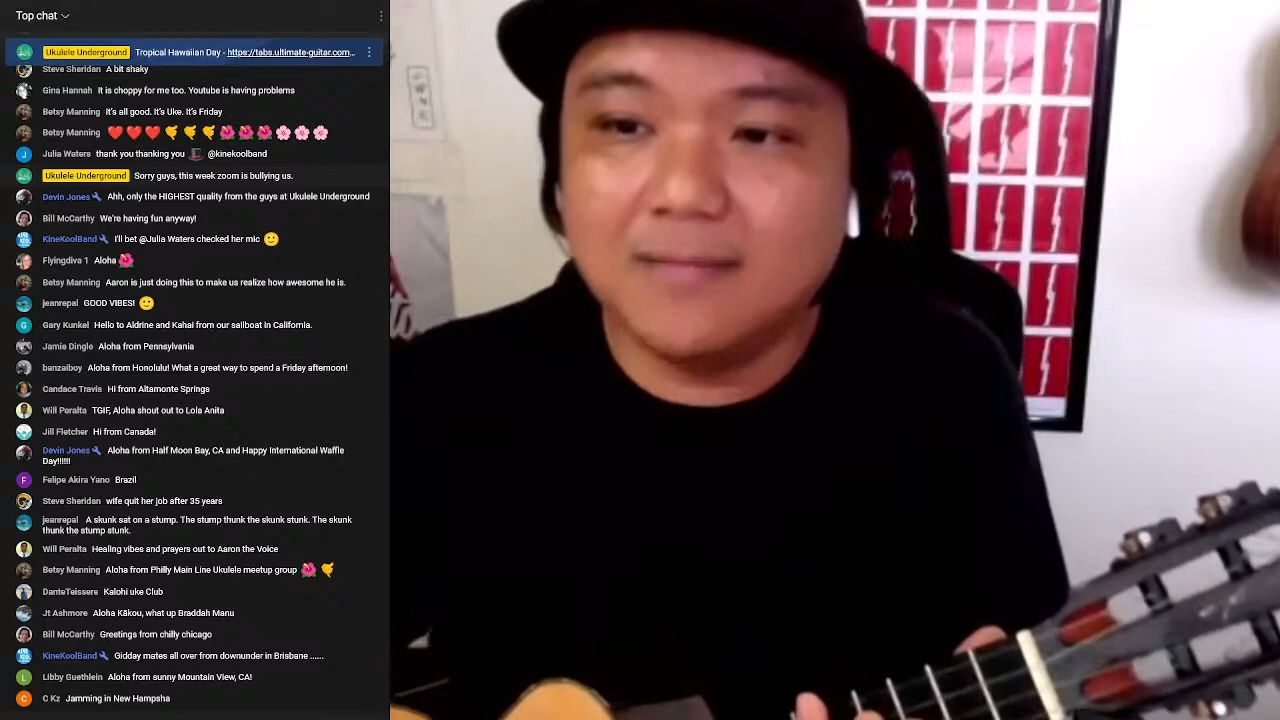 Top chat
Ukulele Underground Tropical Hawaiian Day - https://tabs.ultimate-guitar.com...
Steve Sheridan A bit shaky
Gina Hannah It is choppy for me too. Youtube is having problems
Betsy Manning It's all good. It's Uke. It's Friday
Betsy Manning ❤️❤️❤️🤙🤙🤙🌺🌺🌺🌸🌸🌸
J Julia Waters thank you thanking you 🎩 @kinekoolband
Ukulele Underground Sorry guys, this week zoom is bullying us.
Devin Jones Ahh, only the HIGHEST quality from the guys at Ukulele Underground
Bill McCarthy We're having fun anyway!
KineKoolBand I'll bet @Julia Waters checked her mic 🙂
Flyingdiva 1 Aloha 🌺
Betsy Manning Aaron is just doing this to make us realize how awesome he is.
jeanrepal GOOD VIBES! 🙂
G Gary Kunkel Hello to Aldrine and Kahai from our sailboat in California.
Jamie Dingle Aloha from Pennsylvania
banzaiboy Aloha from Honolulu! What a great way to spend a Friday afternoon!
Candace Travis Hi from Altamonte Springs
Will Peralta TGIF, Aloha shout out to Lola Anita
Jill Fletcher Hi from Canada!
Devin Jones Aloha from Half Moon Bay, CA and Happy International Waffle
Day!!!!!!
F Felipe Akira Yano Brazil
Steve Sheridan wife quit her job after 35 years
jeanrepal A skunk sat on a stump. The stump thunk the skunk stunk. The skunk
thunk the stump stunk.
Will Peralta Healing vibes and prayers out to Aaron the Voice
Betsy Manning Aloha from Philly Main Line Ukulele meetup group 🌺 🤙
DanteTeissere Kalohi uke Club
Jt Ashmore Aloha Kākou, what up Braddah Manu
Bill McCarthy Greetings from chilly chicago
KineKoolBand Gidday mates all over from downunder in Brisbane ......
L Libby Guethlein Aloha from sunny Mountain View, CA!
C C Kz Jamming in New Hampsha